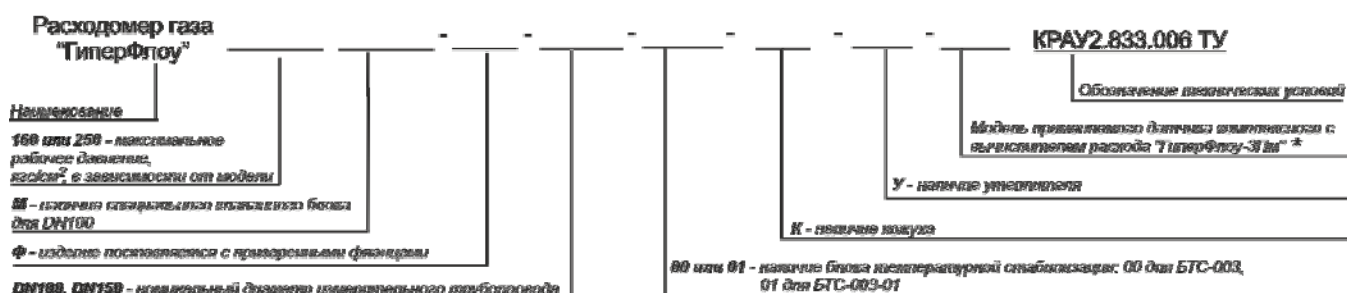 Расходомер газа
"ГиперФлоу"
- - - - - - КРАУ2.833.006 ТУ
Обозначение технических условий
Наименование
160 или 250 - максимальное
рабочее давление,
кгс/см², в зависимости от модели
Модель применяемого датчика комплексного с
вычислителем расхода "ГиперФлоу-3Пм" *
У - наличие утеплителя
М - наличие специального клапанного блока
для DN100
К - наличие кожуха
Ф - изделие поставляется с приваренными фланцами
00 или 01 - наличие блока температурной стабилизации: 00 для БТС-003,
01 для БТС-003-01
DN100, DN150 - номинальный диаметр измерительного трубопровода